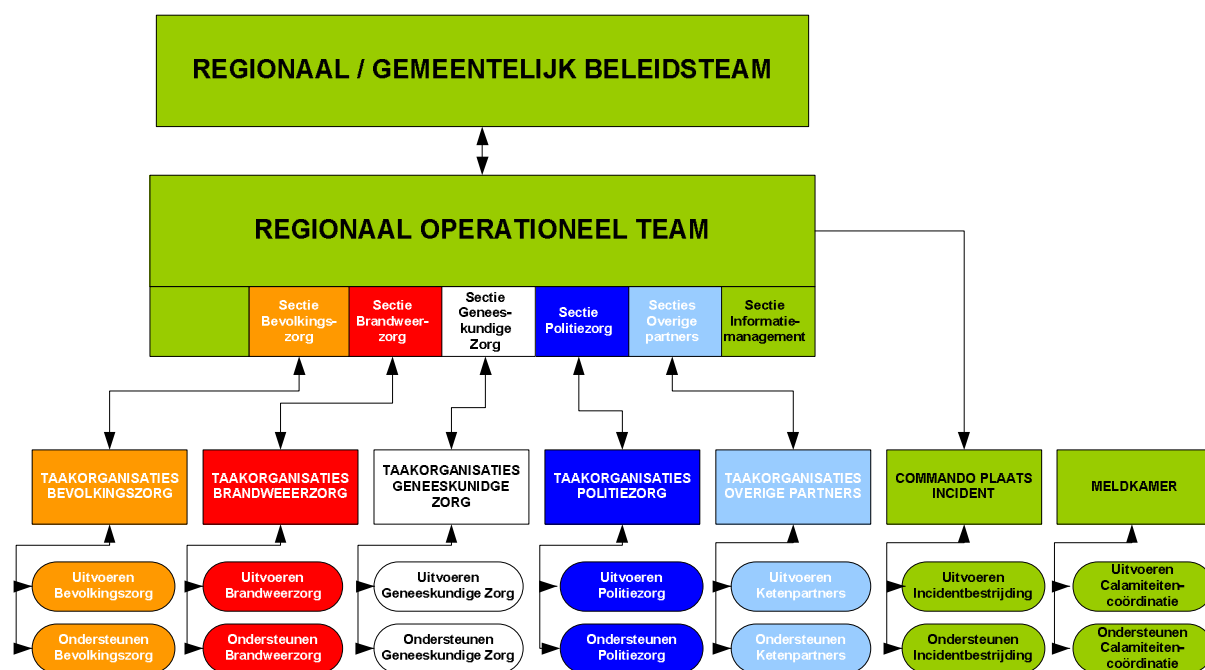 REGIONAAL / GEMEENTELIJK BELEIDSTEAM
REGIONAAL OPERATIONEEL TEAM
Sectie
Bevolkings-
zorg
Sectie
Brandweer-
zorg
Sectie
Genees-
kundige
Zorg
Sectie
Politiezorg
Secties
Overige
partners
Sectie
Informatie-
management
TAAKORGANISATIES
BEVOLKINGSZORG
TAAKORGANISATIES
BRANDWEEERZORG
TAAKORGANISATIES
GENEESKUNIDGE
ZORG
TAAKORGANISATIES
POLITIEZORG
TAAKORGANISATIES
OVERIGE PARTNERS
COMMANDO PLAATS
INCIDENT
MELDKAMER
Uitvoeren
Bevolkingszorg
Uitvoeren
Brandweerzorg
Uitvoeren
Geneeskundige Zorg
Uitvoeren
Politiezorg
Uitvoeren
Ketenpartners
Uitvoeren
Incidentbestrijding
Uitvoeren
Calamiteiten-
coördinatie
Ondersteunen
Bevolkingszorg
Ondersteunen
Brandweerzorg
Ondersteunen
Geneeskundige Zorg
Ondersteunen
Politiezorg
Ondersteunen
Ketenpartners
Ondersteunen
Incidentbestrijding
Ondersteunen
Calamiteiten-
coördinatie